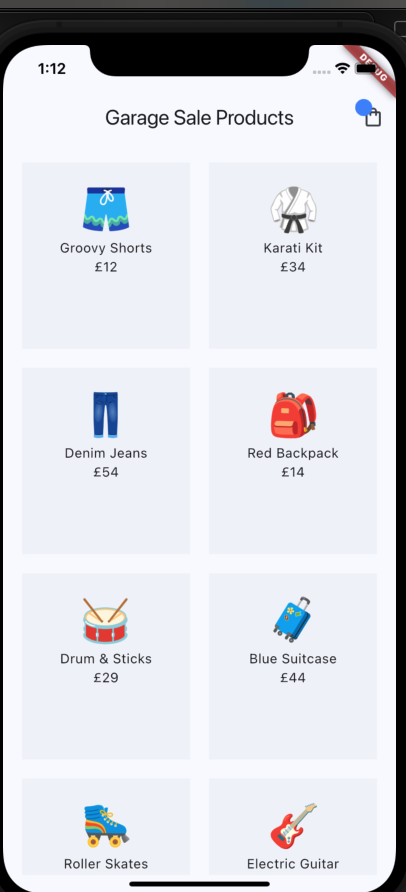 1:12
DEBUG
Garage Sale Products
Groovy Shorts
£12
Karati Kit
£34
Denim Jeans
£54
Red Backpack
£14
Drum & Sticks
£29
Blue Suitcase
£44
Roller Skates
Electric Guitar